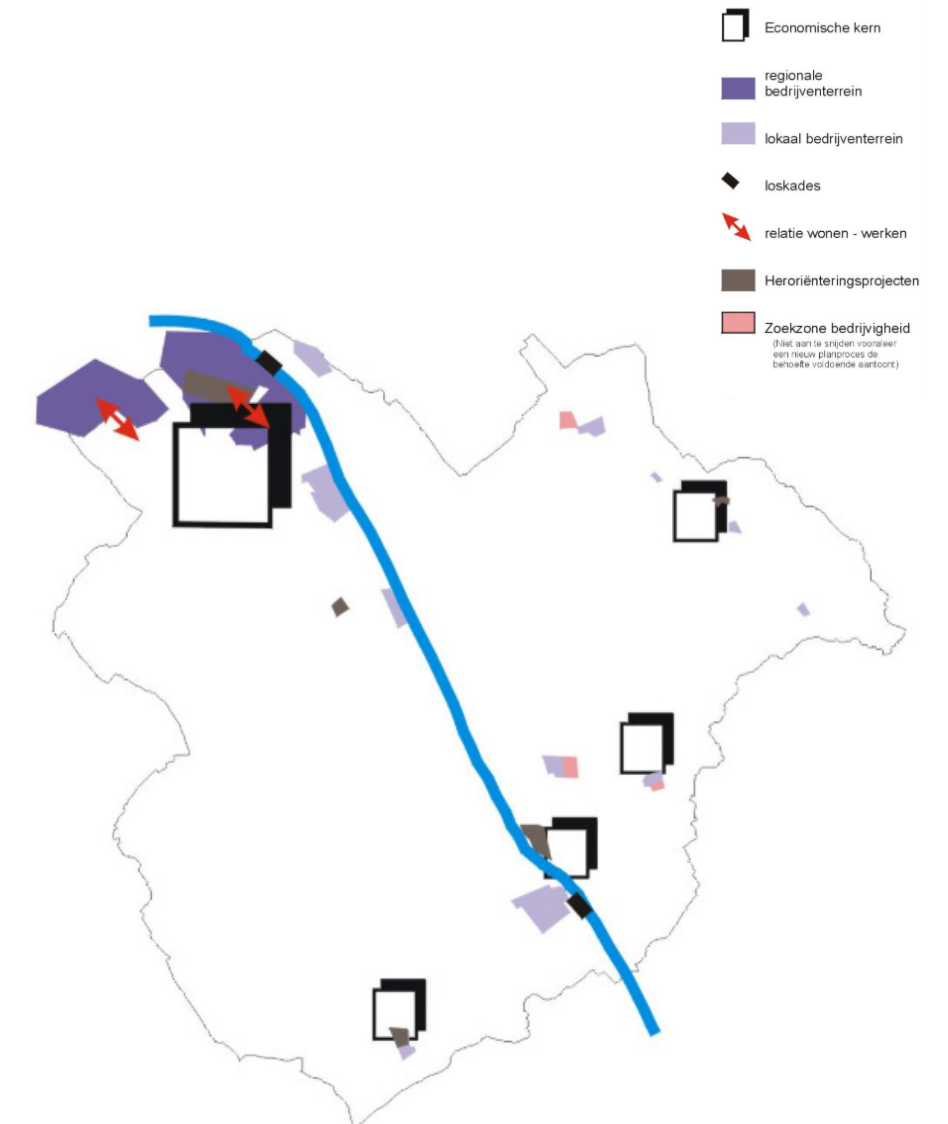 Economische kern
regionale
bedrijventerrein
lokaal bedrijventerrein
loskades
relatie wonen - werken
Heroriënteringsprojecten
Zoekzone bedrijvigheid
(Niet aan te snijden vooraleer
een nieuw planproces de
behoefte voldoende aantoont)